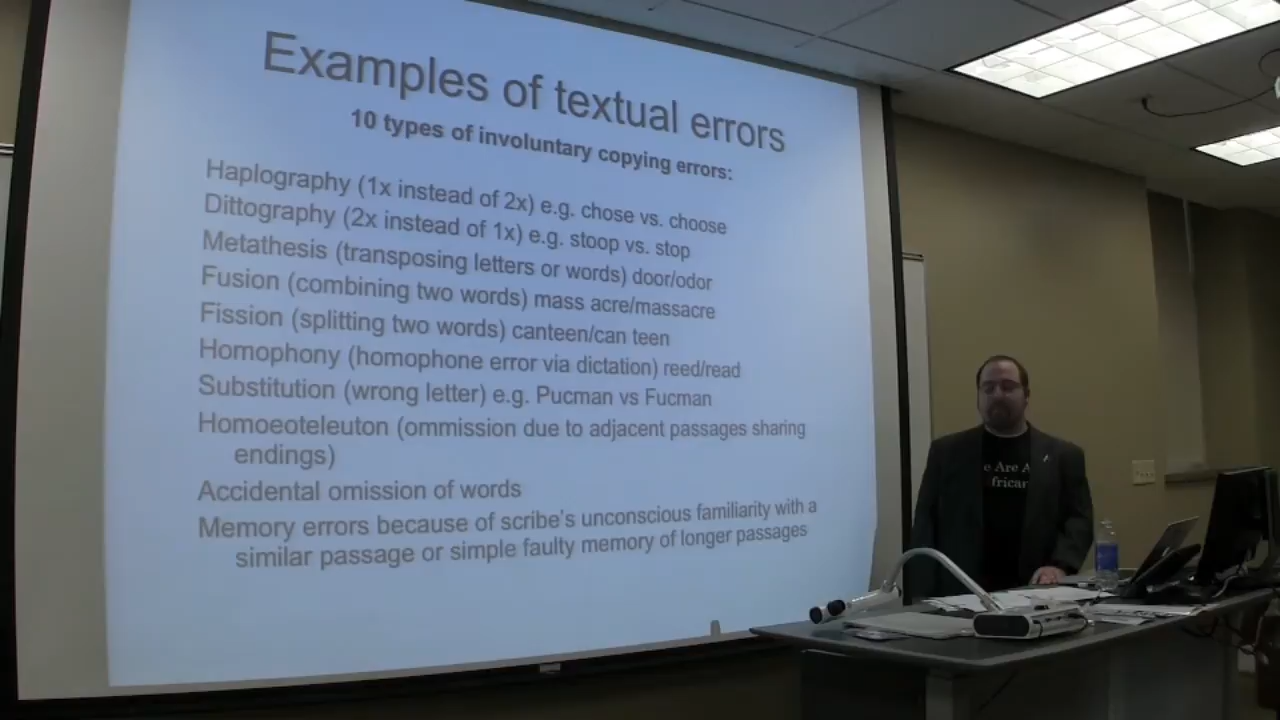 Examples of textual errors
10 types of involuntary copying errors:
Haplography (1x instead of 2x) e.g. chose vs. choose
Dittography (2x instead of 1x) e.g. stoop vs. stop
Metathesis (transposing letters or words) door/odor
Fusion (combining two words) mass acre/massacre
Fission (splitting two words) canteen/can teen
Homophony (homophone error via dictation) reed/read
Substitution (wrong letter) e.g. Pucman vs Fucman
Homoeoteleuton (ommission due to adjacent passages sharing
endings)
Accidental omission of words
Memory errors because of scribe's unconscious familiarity with a
similar passage or simple faulty memory of longer passages
e Are A
frican